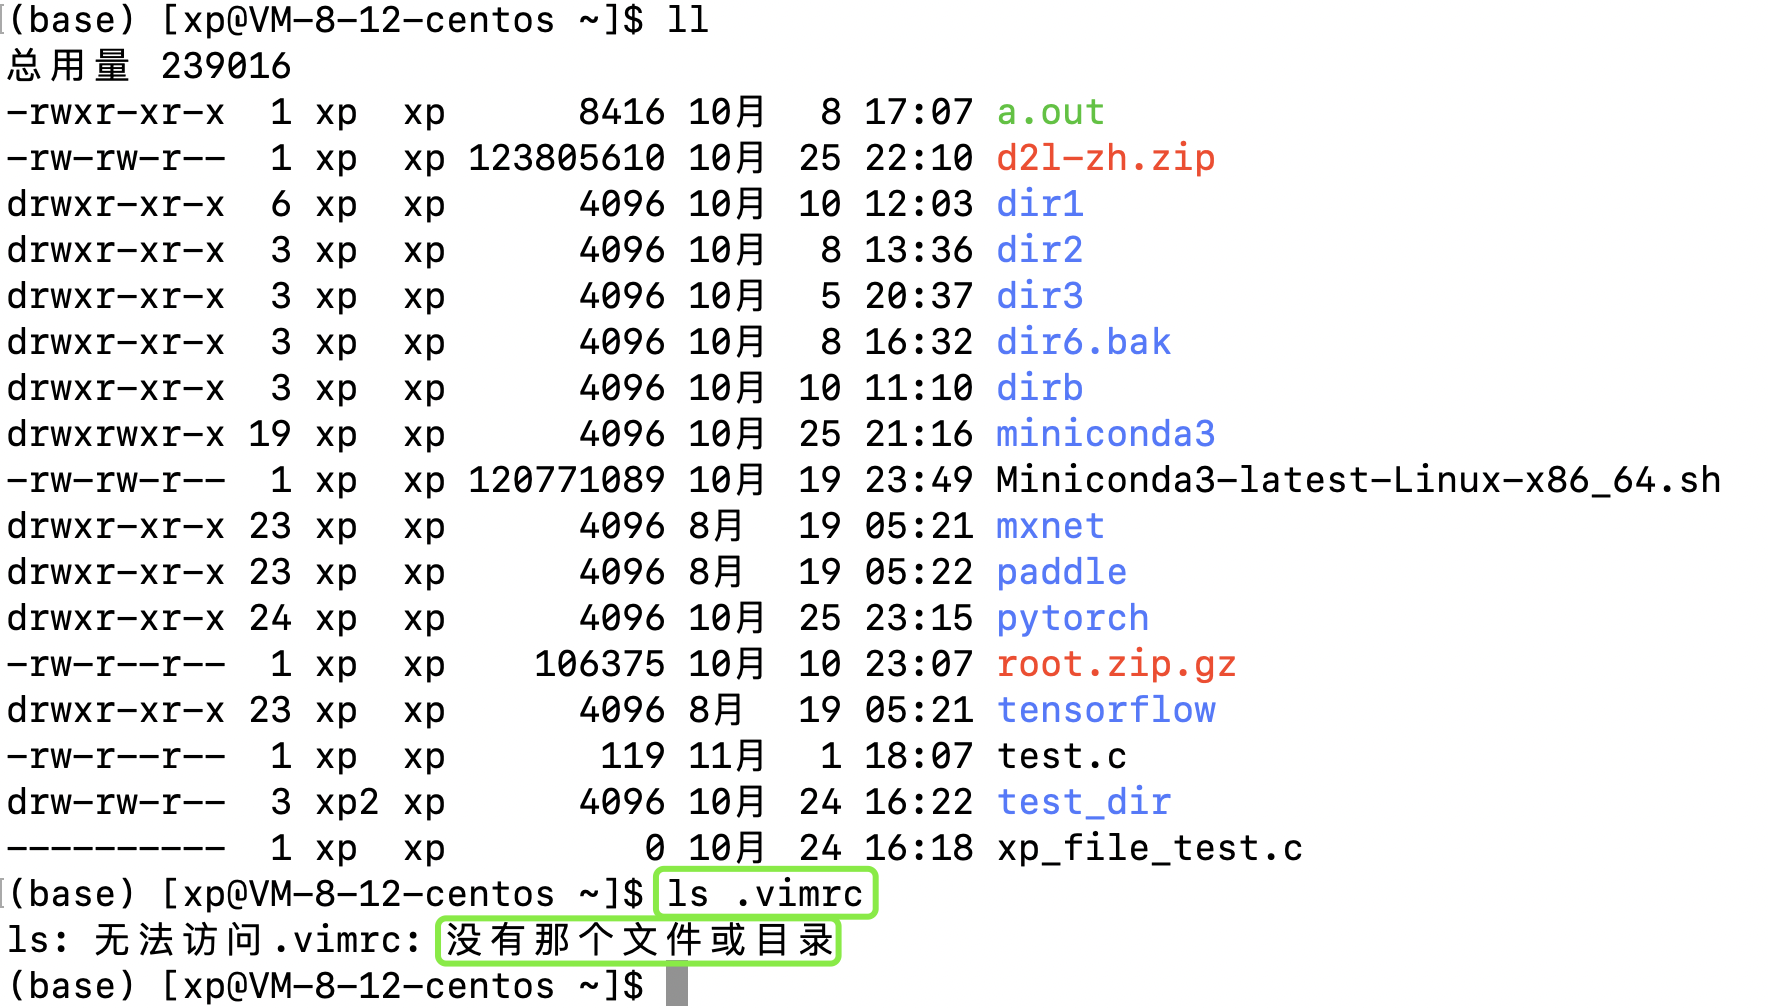 (base) [xp@VM-8-12-centos ~]$ ll
总用量 239016
-rwxr-xr-x  1 xp  xp       8416 10月  8 17:07 a.out
-rw-rw-r--  1 xp  xp  123805610 10月 25 22:10 d2l-zh.zip
drwxr-xr-x  6 xp  xp       4096 10月 10 12:03 dir1
drwxr-xr-x  3 xp  xp       4096 10月  8 13:36 dir2
drwxr-xr-x  3 xp  xp       4096 10月  5 20:37 dir3
drwxr-xr-x  3 xp  xp       4096 10月  8 16:32 dir6.bak
drwxr-xr-x  3 xp  xp       4096 10月 10 11:10 dirb
drwxrwxr-x 19 xp  xp       4096 10月 25 21:16 miniconda3
-rw-rw-r--  1 xp  xp  120771089 10月 19 23:49 Miniconda3-latest-Linux-x86_64.sh
drwxr-xr-x 23 xp  xp       4096 8月  19 05:21 mxnet
drwxr-xr-x 23 xp  xp       4096 8月  19 05:22 paddle
drwxr-xr-x 24 xp  xp       4096 10月 25 23:15 pytorch
-rw-r--r--  1 xp  xp     106375 10月 10 23:07 root.zip.gz
drwxr-xr-x 23 xp  xp       4096 8月  19 05:21 tensorflow
-rw-r--r--  1 xp  xp        119 11月  1 18:07 test.c
drw-rw-r--  3 xp2 xp       4096 10月 24 16:22 test_dir
----------  1 xp  xp          0 10月 24 16:18 xp_file_test.c
(base) [xp@VM-8-12-centos ~]$ ls .vimrc
ls: 无法访问.vimrc: 没有那个文件或目录
(base) [xp@VM-8-12-centos ~]$